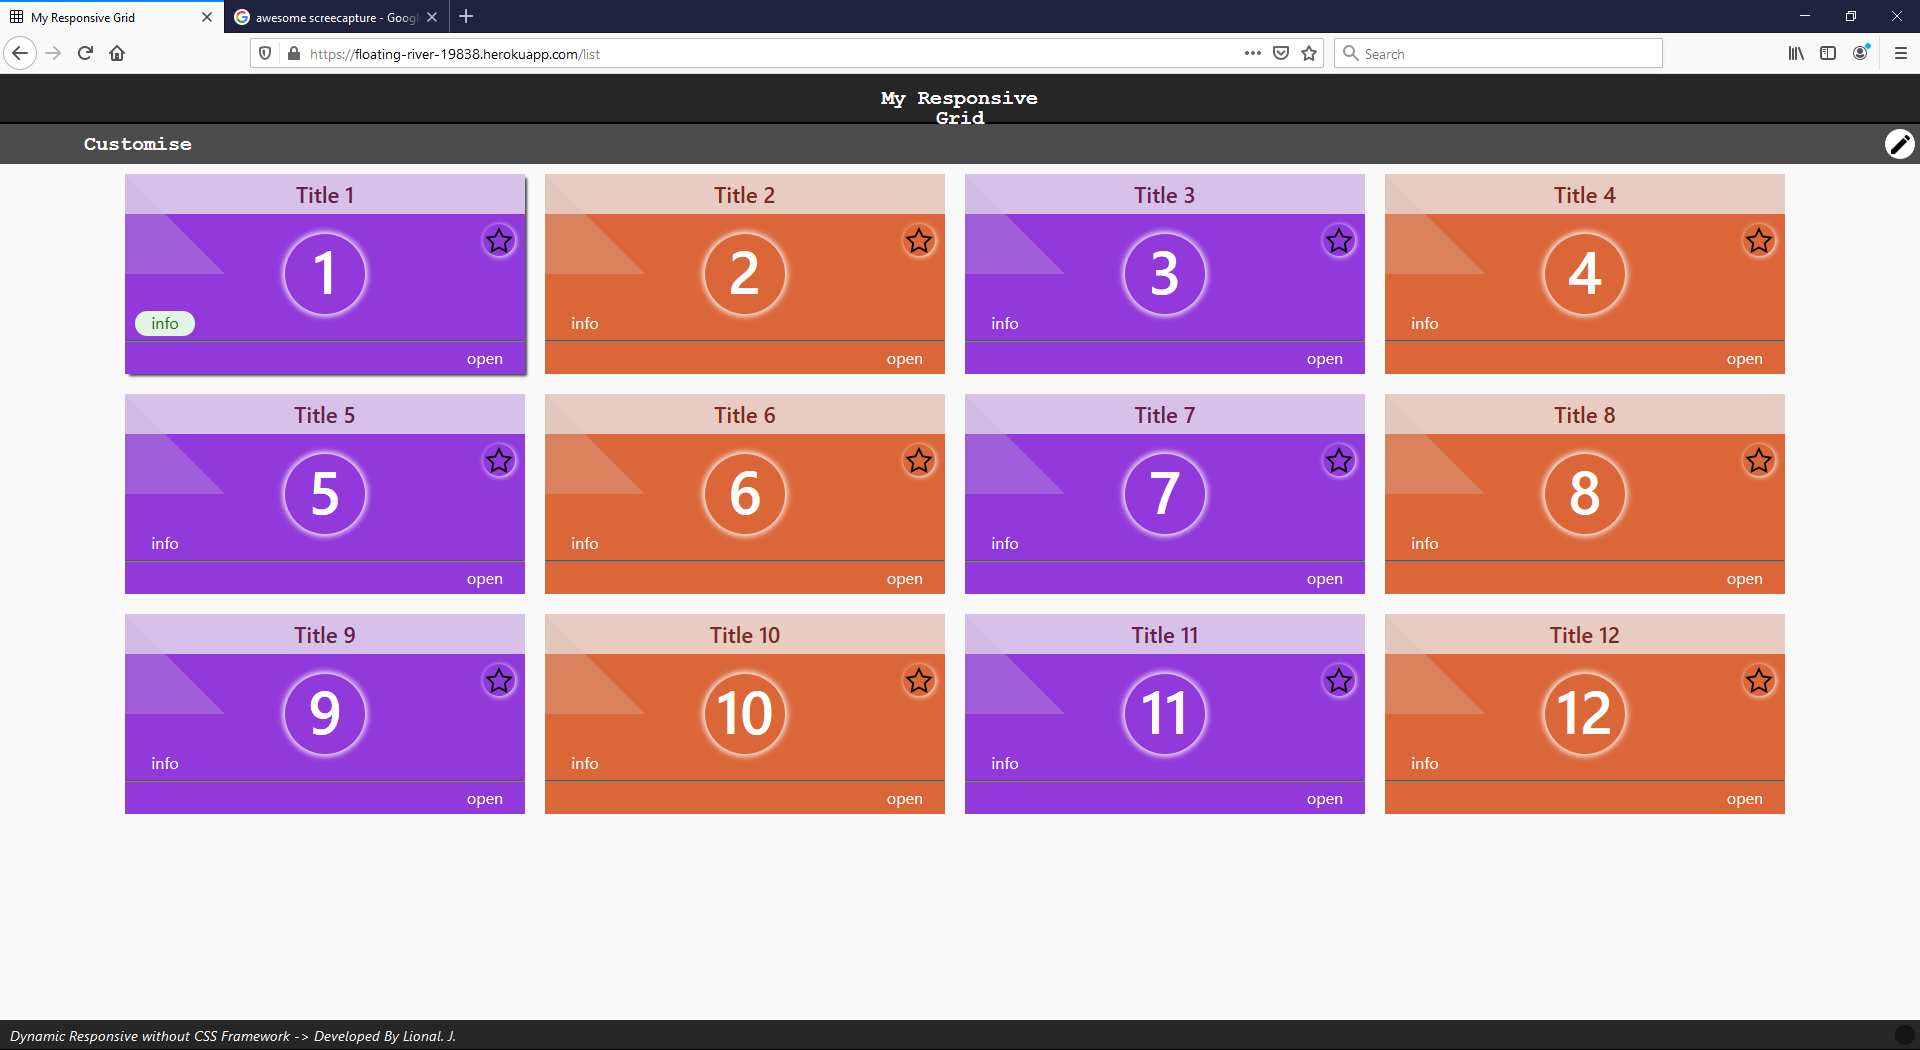 My Responsive Grid
awesome screecapture - Goog
https://floating-river-19838.herokuapp.com/list
Search
My Responsive
Grid
Customise
Title 1
1
info
open
Title 2
2
info
open
Title 3
3
info
open
Title 4
4
info
open
Title 5
5
info
open
Title 6
6
info
open
Title 7
7
info
open
Title 8
8
info
open
Title 9
9
info
open
Title 10
10
info
open
Title 11
11
info
open
Title 12
12
info
open
Dynamic Responsive without CSS Framework -> Developed By Lional. J.